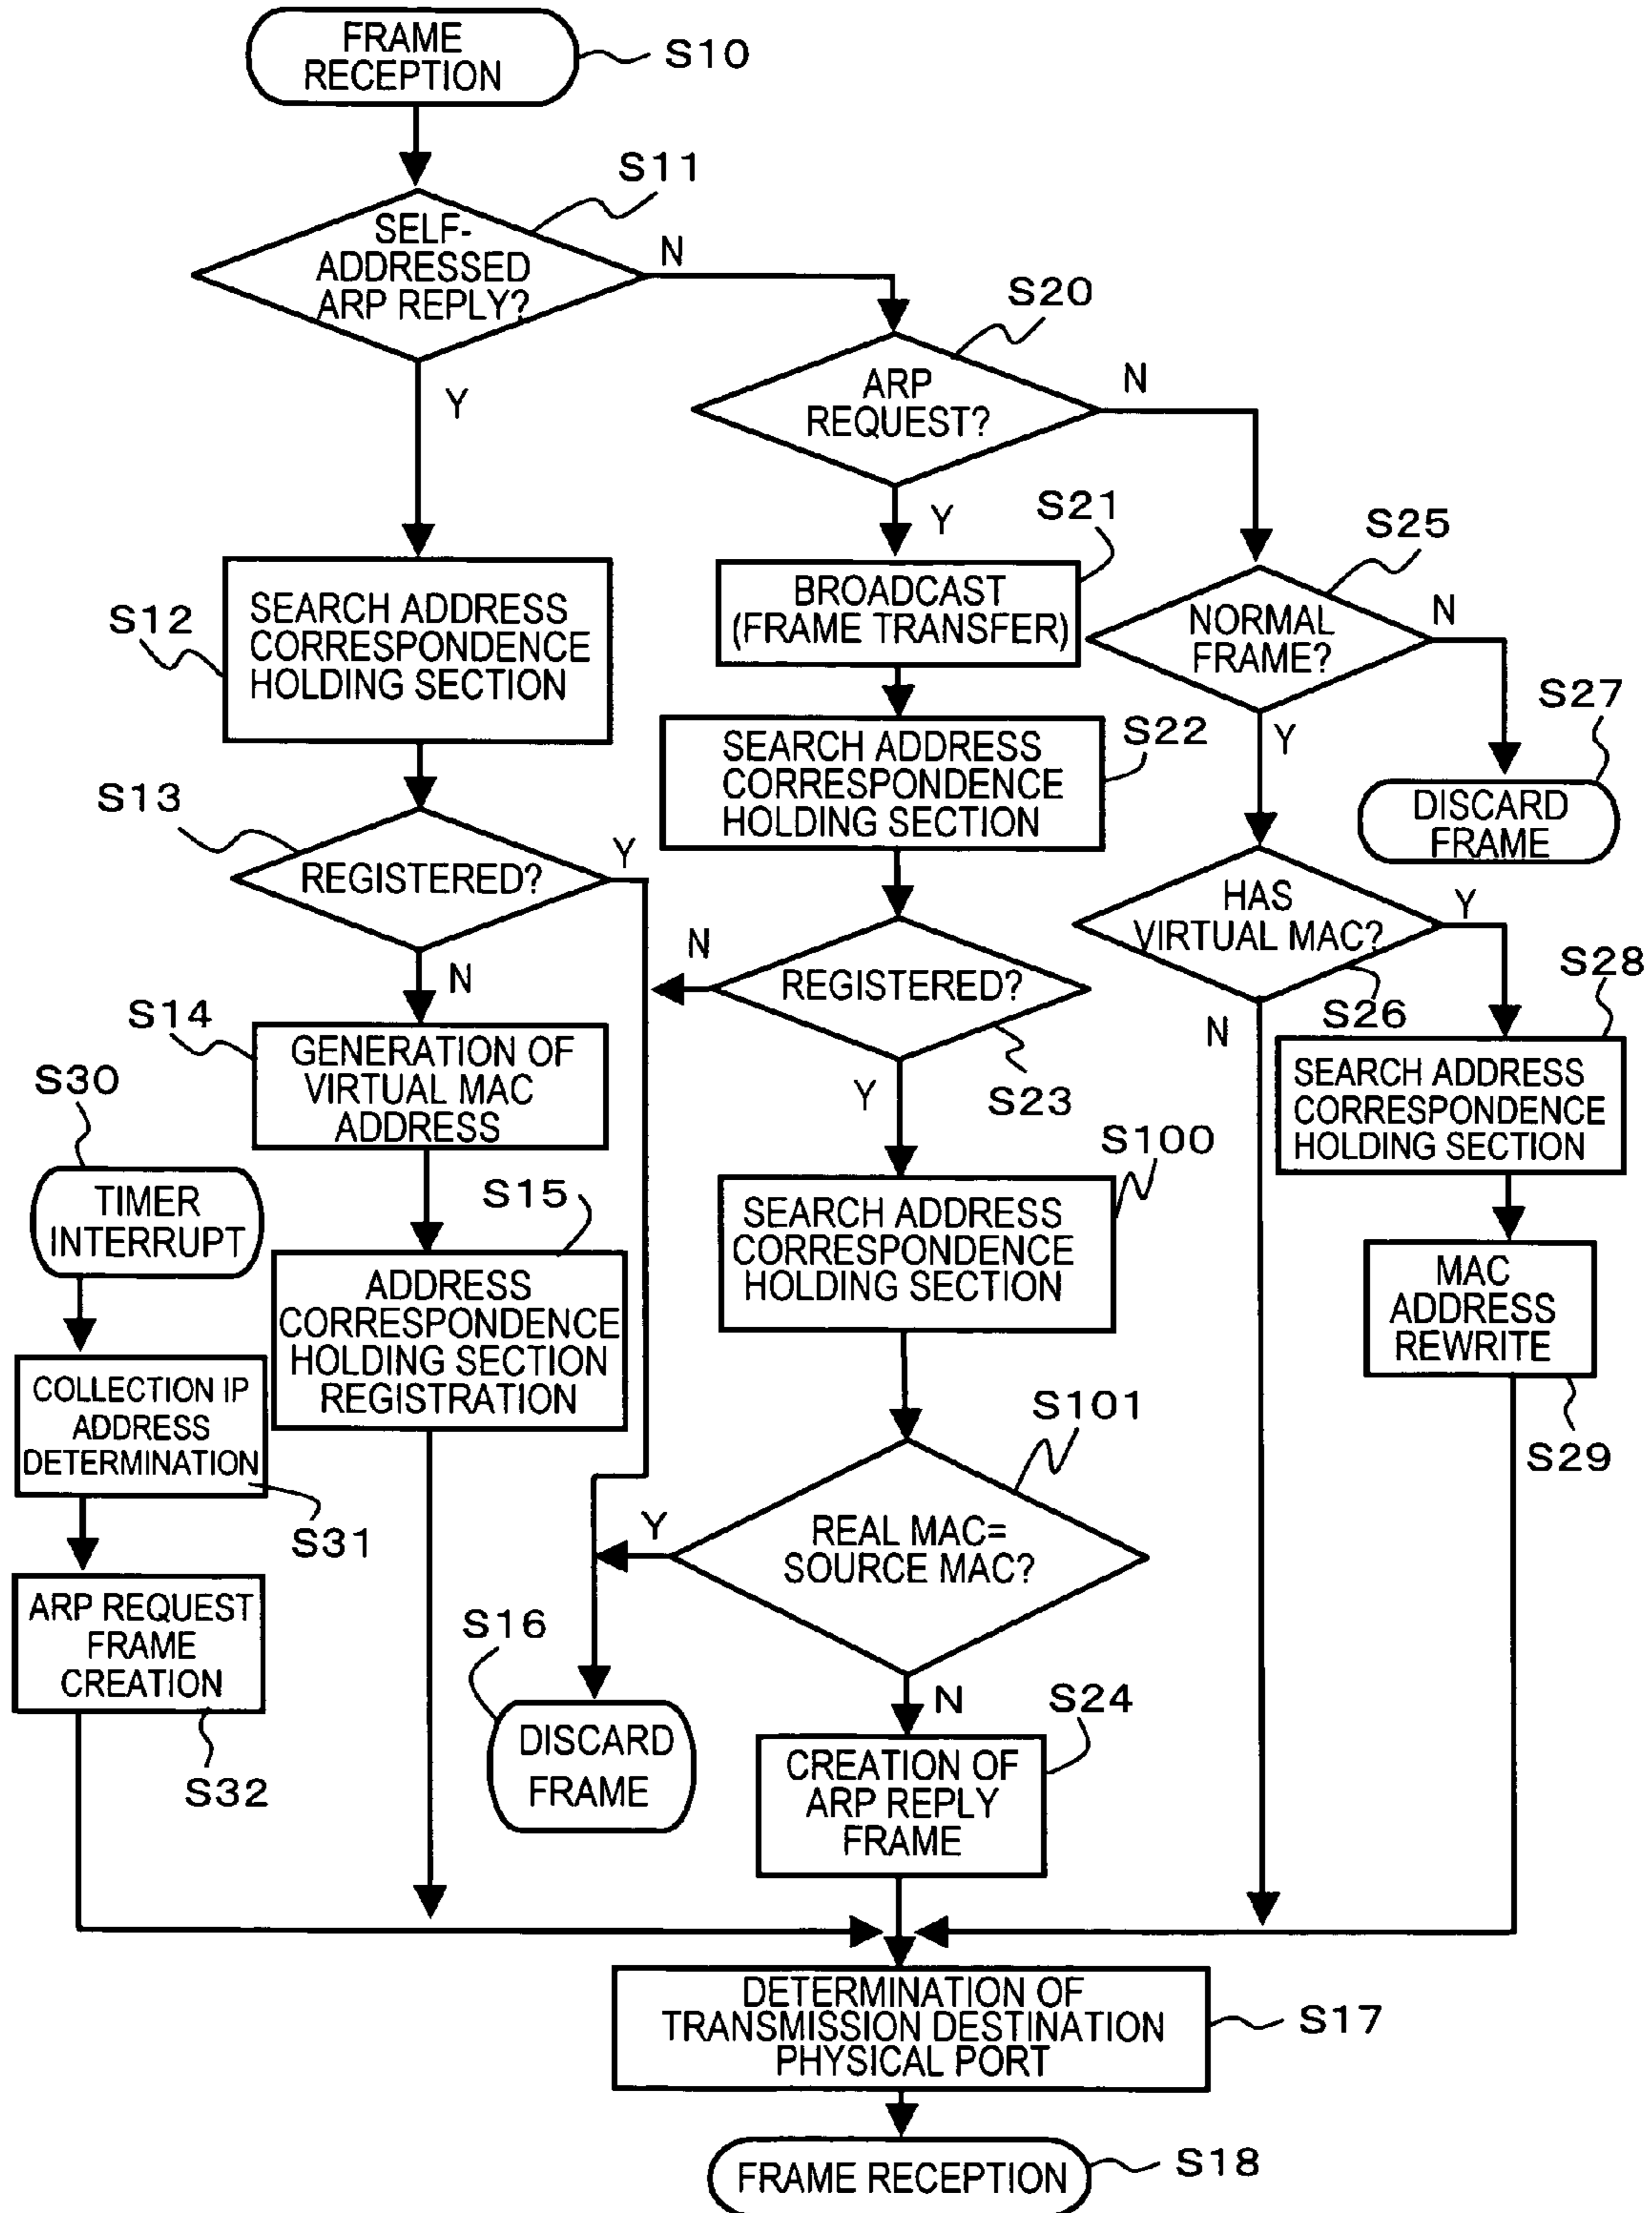 FRAME
RECEPTION
S10
S11
SELF-
ADDRESSED
ARP REPLY?
N
Y
S20
ARP
REQUEST?
N
Y
S21
BROADCAST
(FRAME TRANSFER)
S25
NORMAL
FRAME?
N
Y
S27
DISCARD
FRAME
S12
SEARCH ADDRESS
CORRESPONDENCE
HOLDING SECTION
S22
SEARCH ADDRESS
CORRESPONDENCE
HOLDING SECTION
S13
REGISTERED?
Y
N
HAS
VIRTUAL MAC?
Y
S26
N
REGISTERED?
N
S23
Y
S28
SEARCH ADDRESS
CORRESPONDENCE
HOLDING SECTION
S14
GENERATION OF
VIRTUAL MAC
ADDRESS
S30
TIMER
INTERRUPT
S15
ADDRESS
CORRESPONDENCE
HOLDING SECTION
REGISTRATION
S100
SEARCH ADDRESS
CORRESPONDENCE
HOLDING SECTION
MAC
ADDRESS
REWRITE
S29
COLLECTION IP
ADDRESS
DETERMINATION
S31
S101
REAL MAC=
SOURCE MAC?
Y
N
ARP REQUEST
FRAME
CREATION
S32
S16
DISCARD
FRAME
S24
CREATION OF
ARP REPLY
FRAME
DETERMINATION OF
TRANSMISSION DESTINATION
PHYSICAL PORT
S17
FRAME RECEPTION
S18